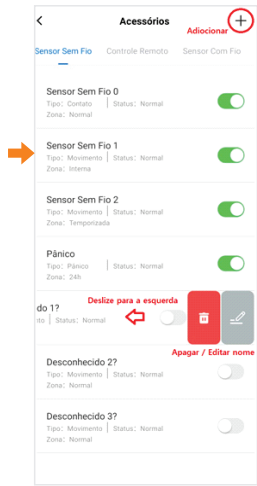 Acessórios
Adiocionar
Sensor Sem Fio Controle Remoto Sensor Com Fio
Sensor Sem Fio 0
Tipo: Contato | Status: Normal
Zona: Normal
Sensor Sem Fio 1
Tipo: Movimento | Status: Normal
Zona: Interna
Sensor Sem Fio 2
Tipo: Movimento | Status: Normal
Zona: Temporizada
Pânico
Tipo: Pânico | Status: Normal
Zona: 24h
Deslize para a esquerda
do 1?
nto | Status: Normal
Apagar / Editar nome
Desconhecido 2?
Tipo: Movimento | Status: Normal
Zona: Normal
Desconhecido 3?
Tipo: Movimento | Status: Normal
Zona: Normal